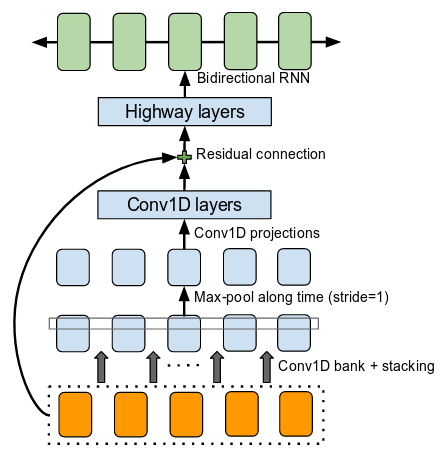 Bidirectional RNN
Highway layers
Residual connection
Conv1D layers
Conv1D projections
Max-pool along time (stride=1)
Conv1D bank + stacking